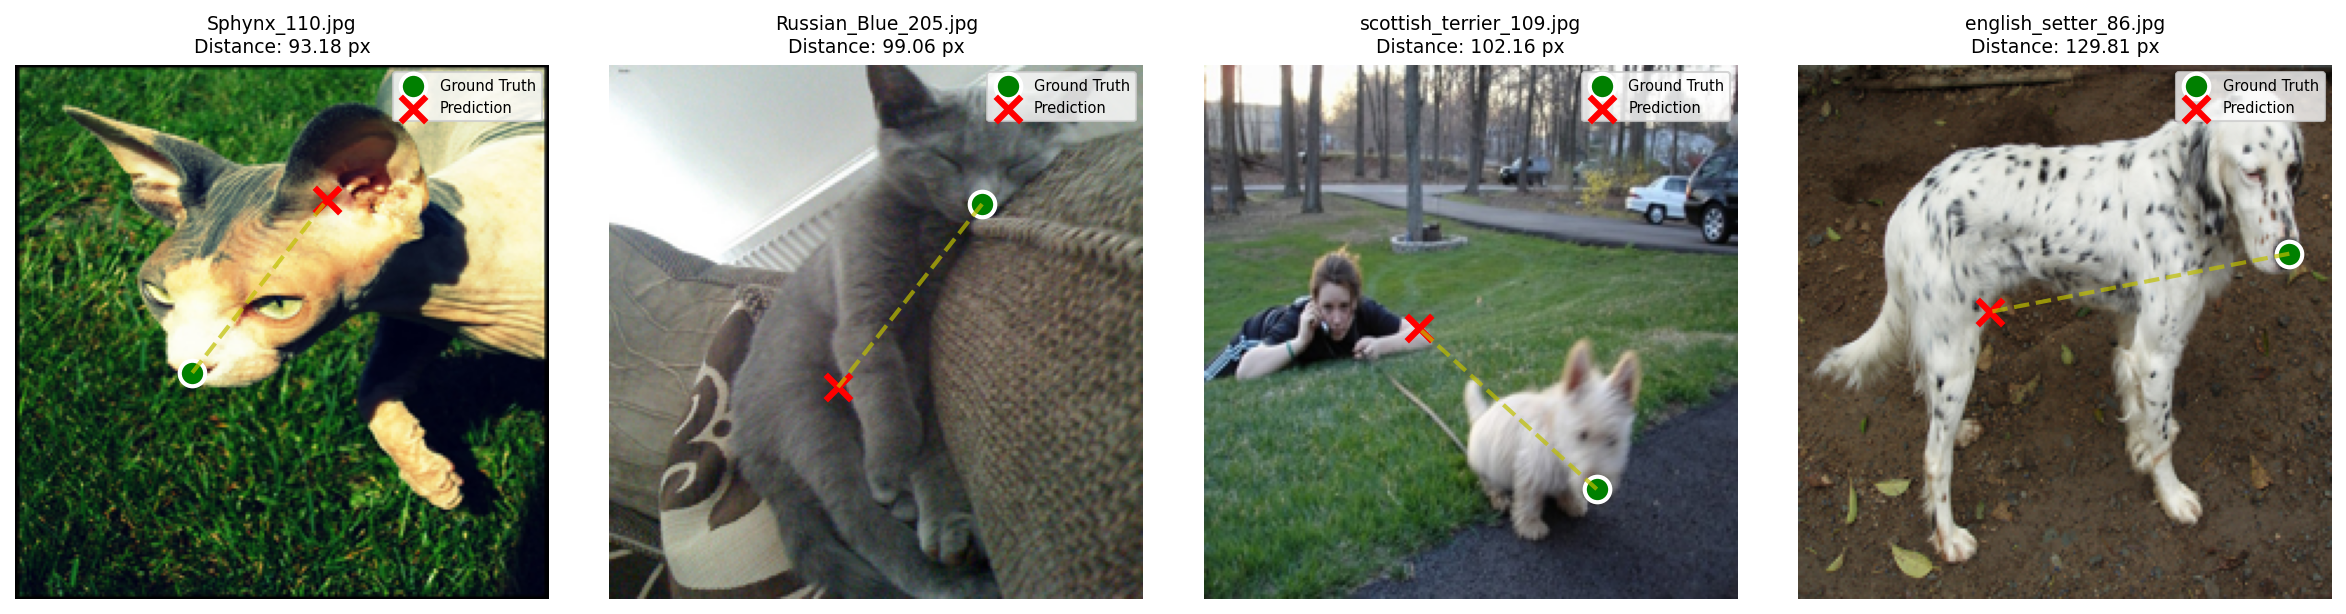 Sphynx_110.jpg
Distance: 93.18 px
Ground Truth
Prediction
Russian_Blue_205.jpg
Distance: 99.06 px
Ground Truth
Prediction
scottish_terrier_109.jpg
Distance: 102.16 px
Ground Truth
Prediction
english_setter_86.jpg
Distance: 129.81 px
Ground Truth
Prediction